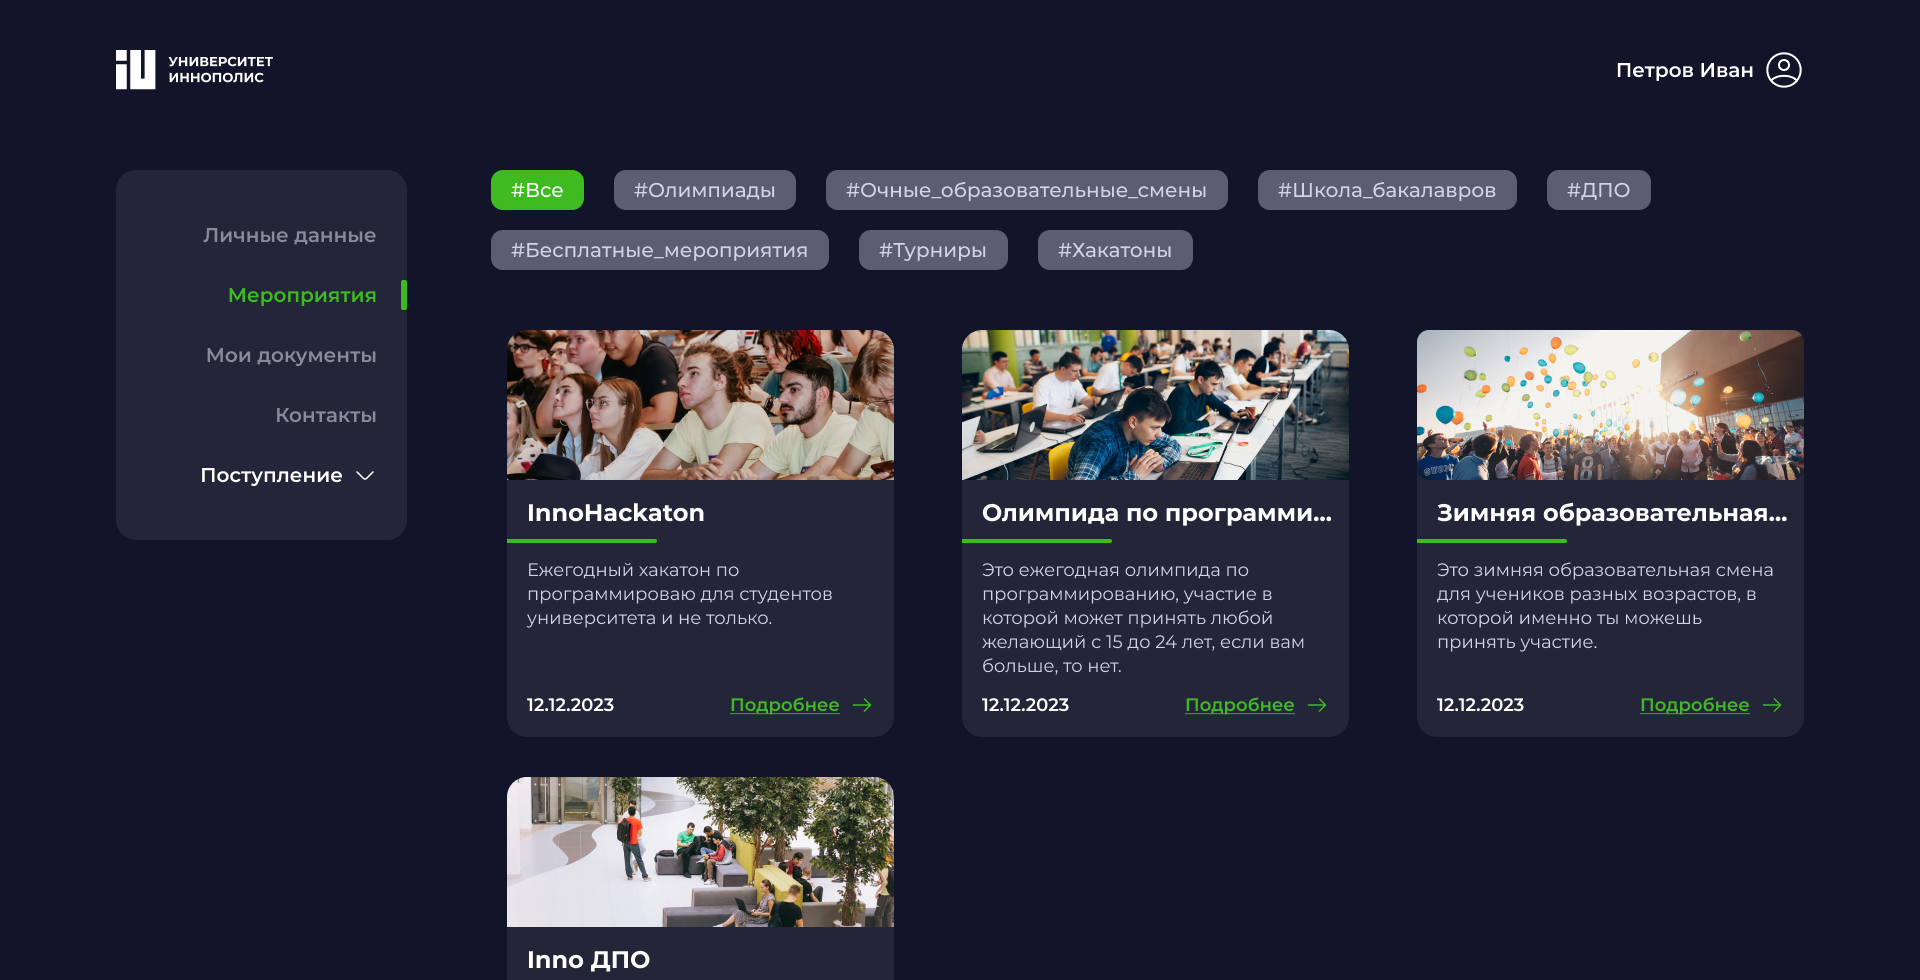 УНИВЕРСИТЕТ
ИННОПОЛИС
Петров Иван
Личные данные
Мероприятия
Мои документы
Контакты
Поступление
#Все
#Олимпиады
#Очные_образовательные_смены
#Школа_бакалавров
#ДПО
#Бесплатные_мероприятия
#Турниры
#Хакатоны
InnoHackaton
Ежегодный хакатон по
программироваю для студентов
университета и не только.
12.12.2023
Подробнее
Олимпида по программи...
Это ежегодная олимпида по
программированию, участие в
которой может принять любой
желающий с 15 до 24 лет, если вам
больше, то нет.
12.12.2023
Подробнее
Зимняя образовательная...
Это зимняя образовательная смена
для учеников разных возрастов, в
которой именно ты можешь
принять участие.
12.12.2023
Подробнее
Inno ДПО